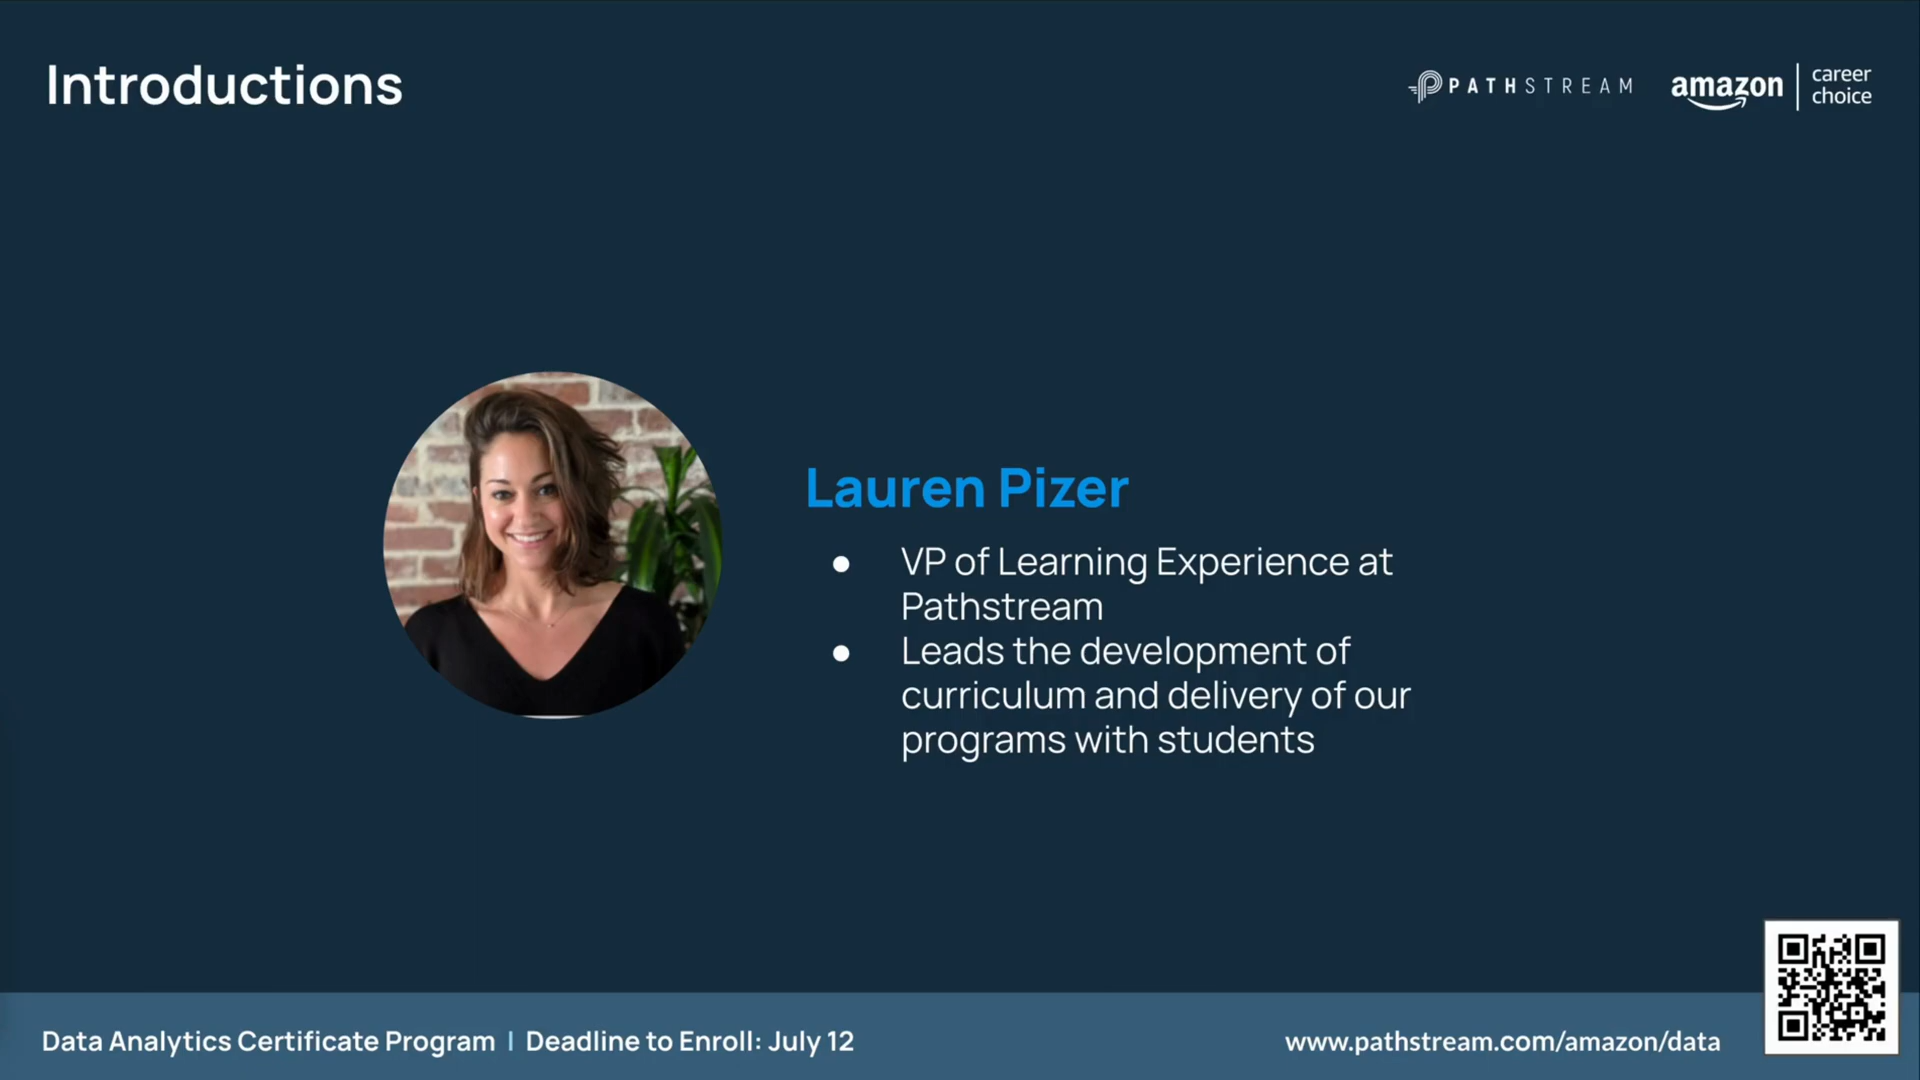 Introductions
PATHSTREAM
amazon
career
choice
Lauren Pizer
● VP of Learning Experience at
Pathstream
● Leads the development of
curriculum and delivery of our
programs with students
Data Analytics Certificate Program | Deadline to Enroll: July 12
www.pathstream.com/amazon/data